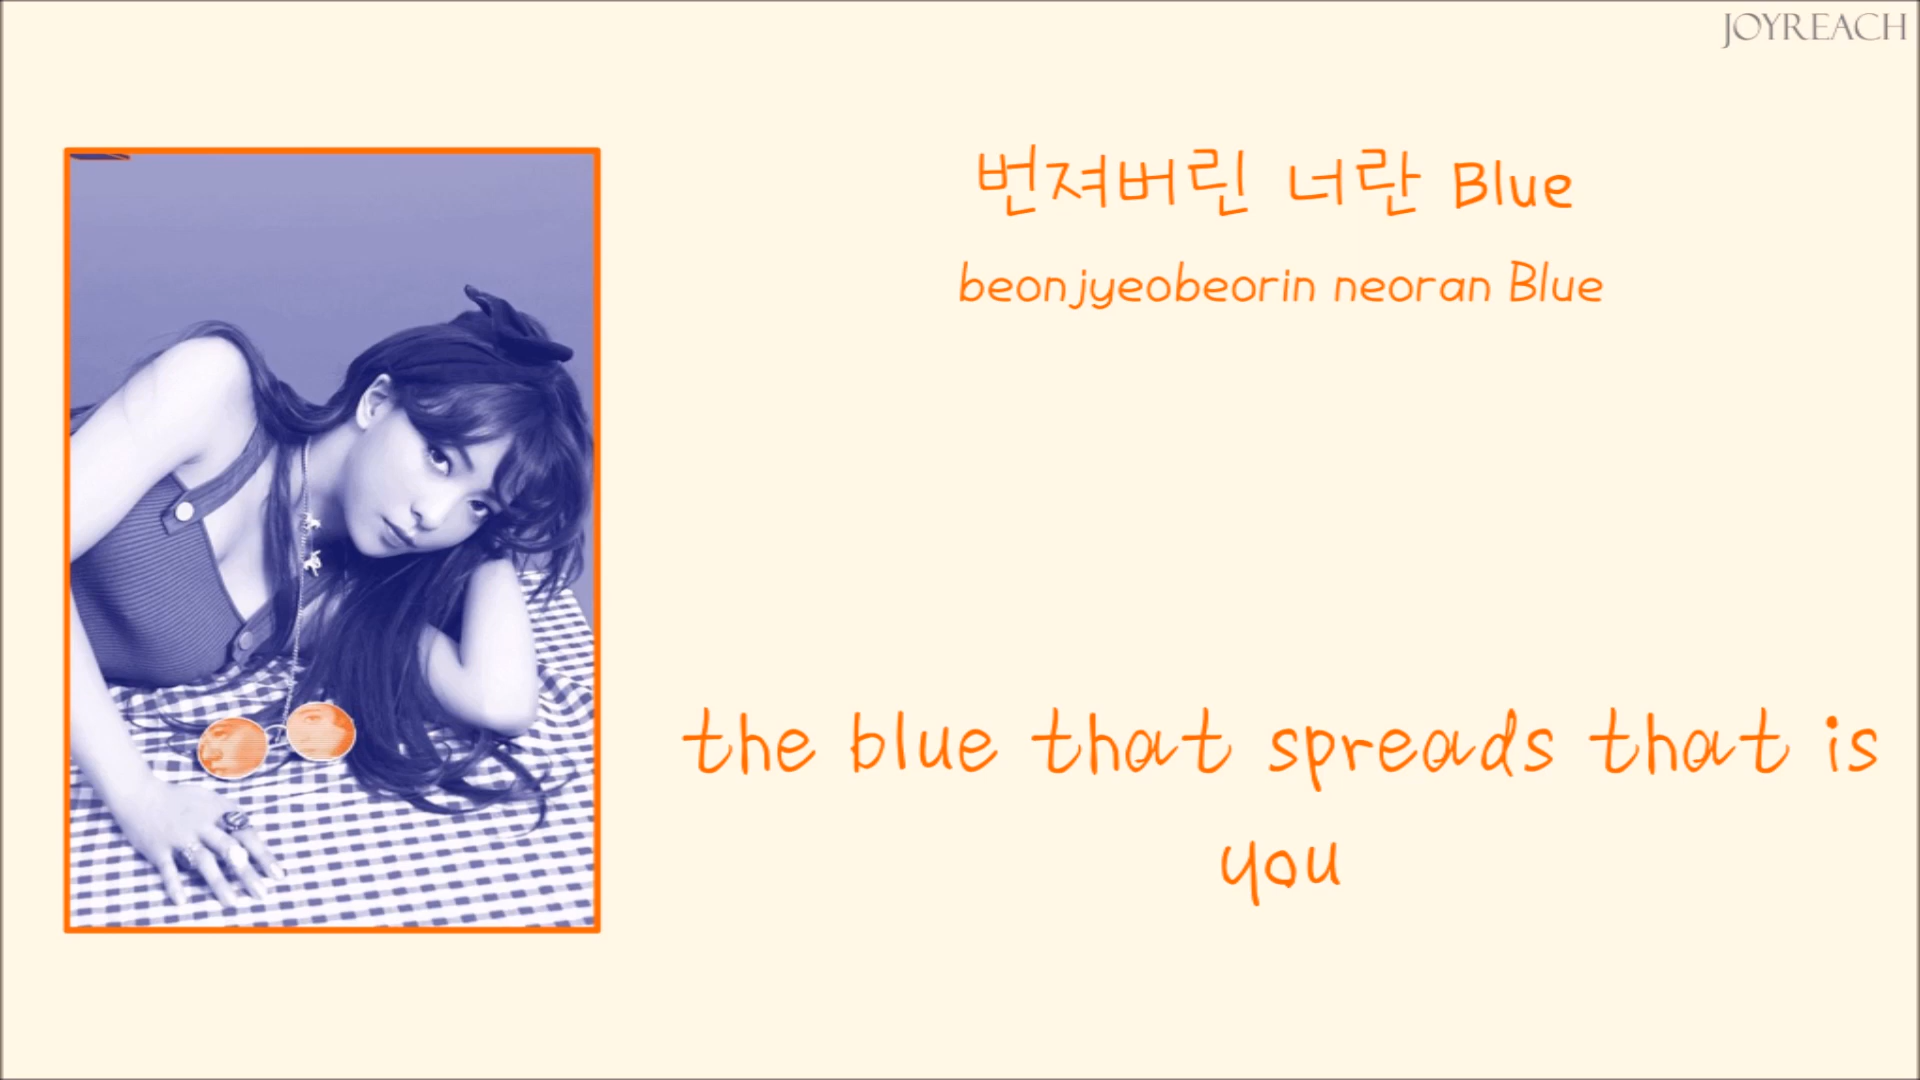 JOYREACH
번져버린 너란 Blue
beonjyeobeorin neoran Blue
the blue that spreads that is
you